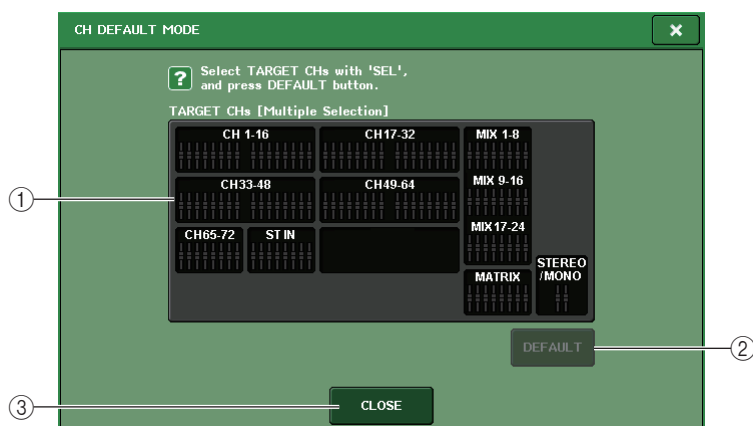 CH DEFAULT MODE
×
? Select TARGET CHs with 'SEL',
and press DEFAULT button.
TARGET CHs [Multiple Selection]
CH 1-16 CH17-32 MIX 1-8
CH33-48 CH49-64 MIX 9-16
CH65-72 ST IN MIX17-24
STEREO
/MONO
MATRIX
DEFAULT
CLOSE
①
②
③